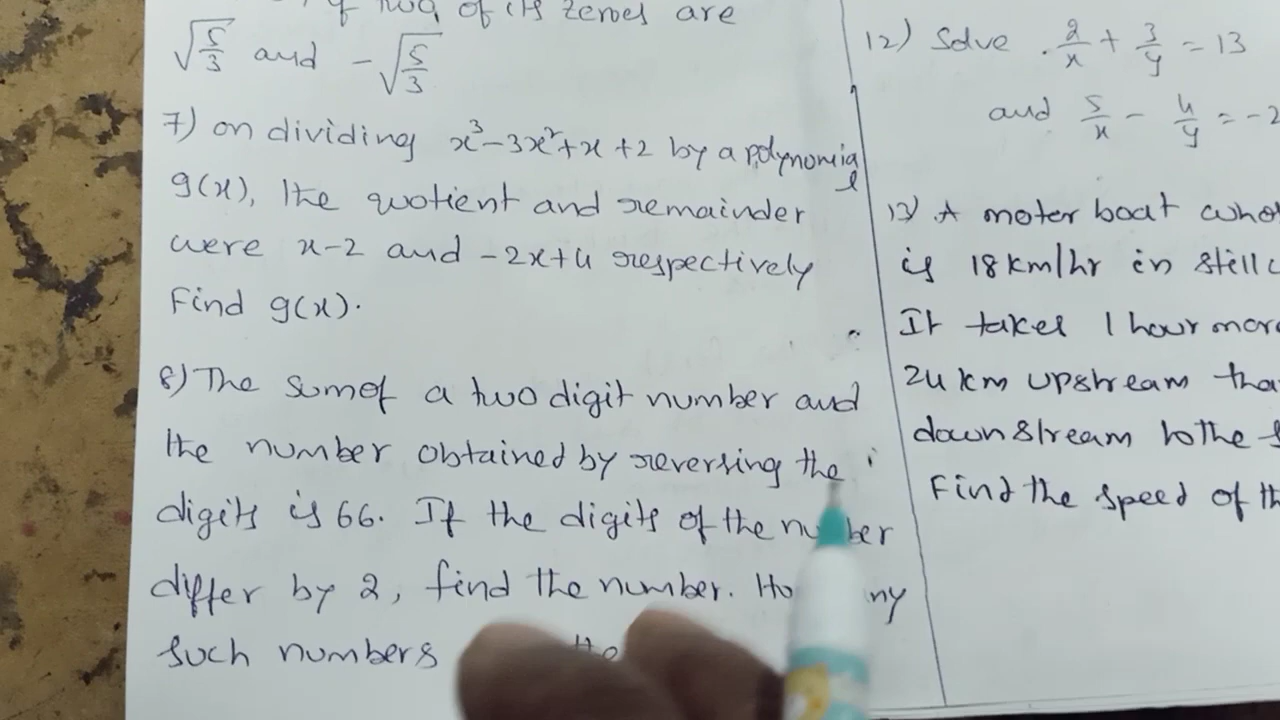 if two of its zeroes are
√5/3 and -√5/3
7) on dividing x³-3x²+x+2 by a polynomial
g(x), the quotient and remainder
were x-2 and -2x+4 respectively
Find g(x).
8) The sum of a two digit number and
the number obtained by reversing the
digits is 66. If the digits of the number
differ by 2, find the number.
such numbers
12) Solve 2/x + 3/y = 13
and 5/x - 4/y = -2
13) A moter boat
is 18 km/hr in still
It takes 1 hour more
24 km upstream
downstream to the
Find the speed of